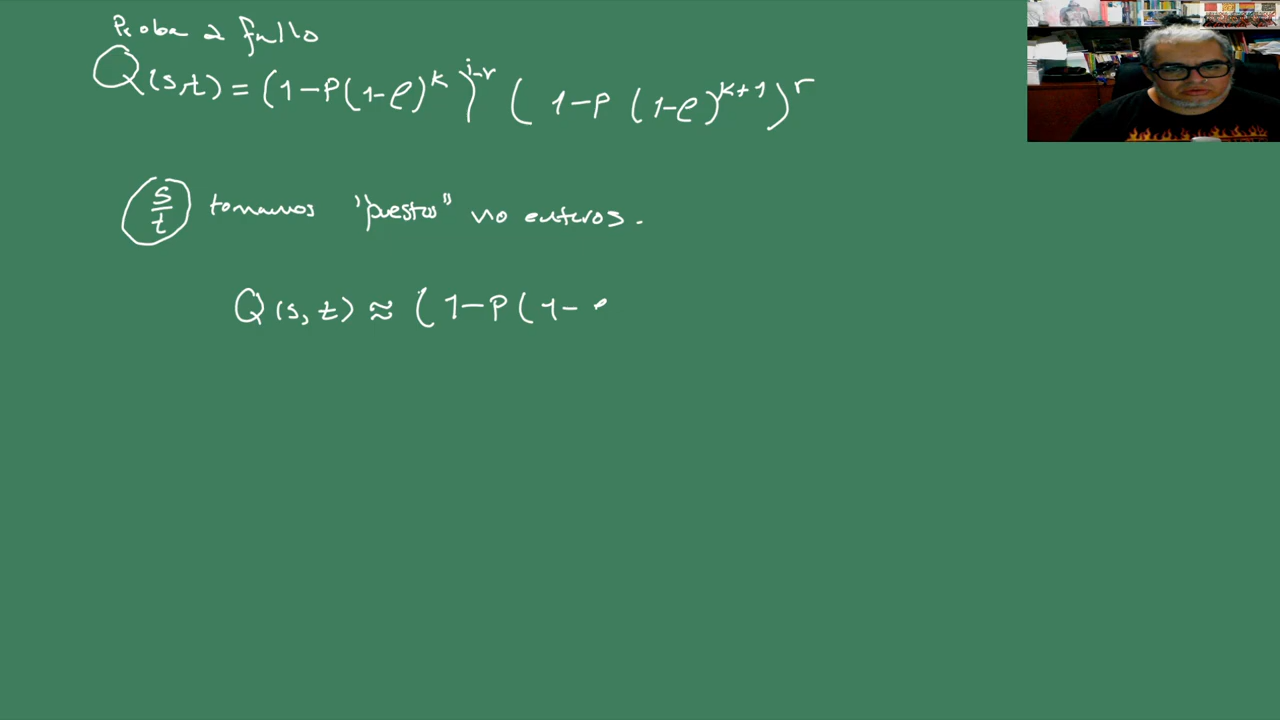 Proba a fallo
Q(s,t) = (1-P(1-e)^k)^{j-r} (1-P(1-e)^{k+1})^r
s/t tomamos "puestos" no enteros.
Q(s,t) ≈ (1-P(1-